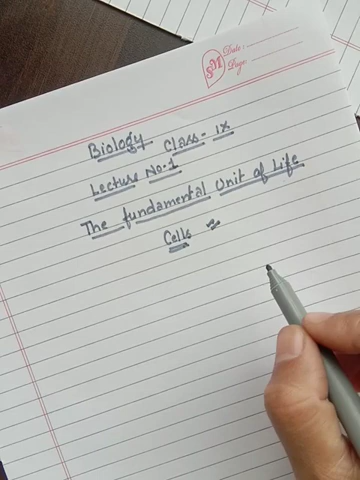 Date:
Page:
Biology Class - IX
Lecture No. 1
The fundamental Unit of Life
Cells